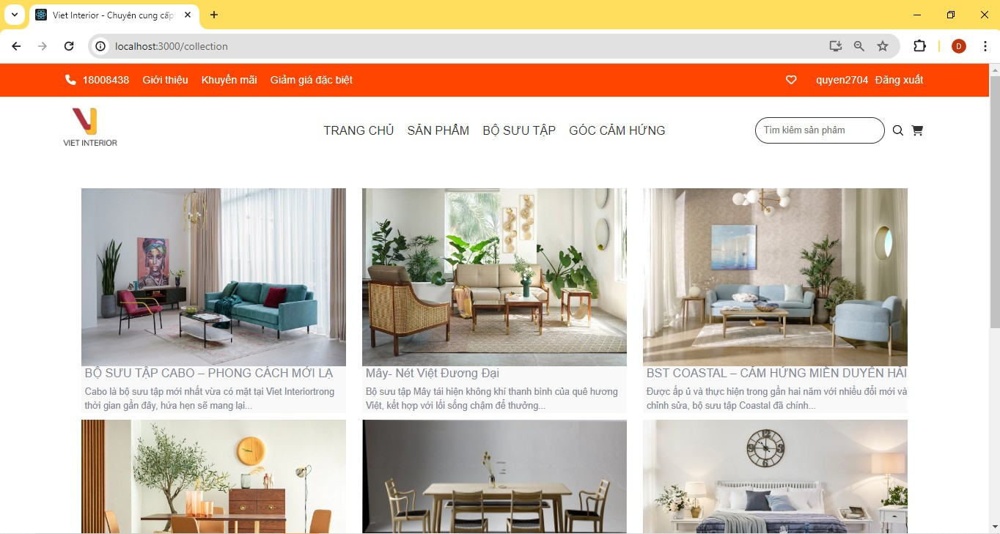 Viet Interior - Chuyên cung cấp
localhost:3000/collection
D
18008438 Giới thiệu Khuyến mãi Giảm giá đặc biệt quyen2704 Đăng xuất
VIET INTERIOR
TRANG CHỦ SẢN PHẨM BỘ SƯU TẬP GÓC CẢM HỨNG Tìm kiếm sản phẩm
BỘ SƯU TẬP CABO – PHONG CÁCH MỚI LẠ
Cabo là bộ sưu tập mới nhất vừa có mặt tại Viet Interiortrong
thời gian gần đây, hứa hẹn sẽ mang lại...
Mây- Nét Việt Đương Đại
Bộ sưu tập Mây tái hiện không khí thanh bình của quê hương
Việt, kết hợp với lối sống chậm để thưởng...
BST COASTAL – CẢM HỨNG MIỀN DUYÊN HẢI
Được ấp ủ và thực hiện trong gần hai năm với nhiều đổi mới và
chỉnh sửa, bộ sưu tập Coastal đã chính...